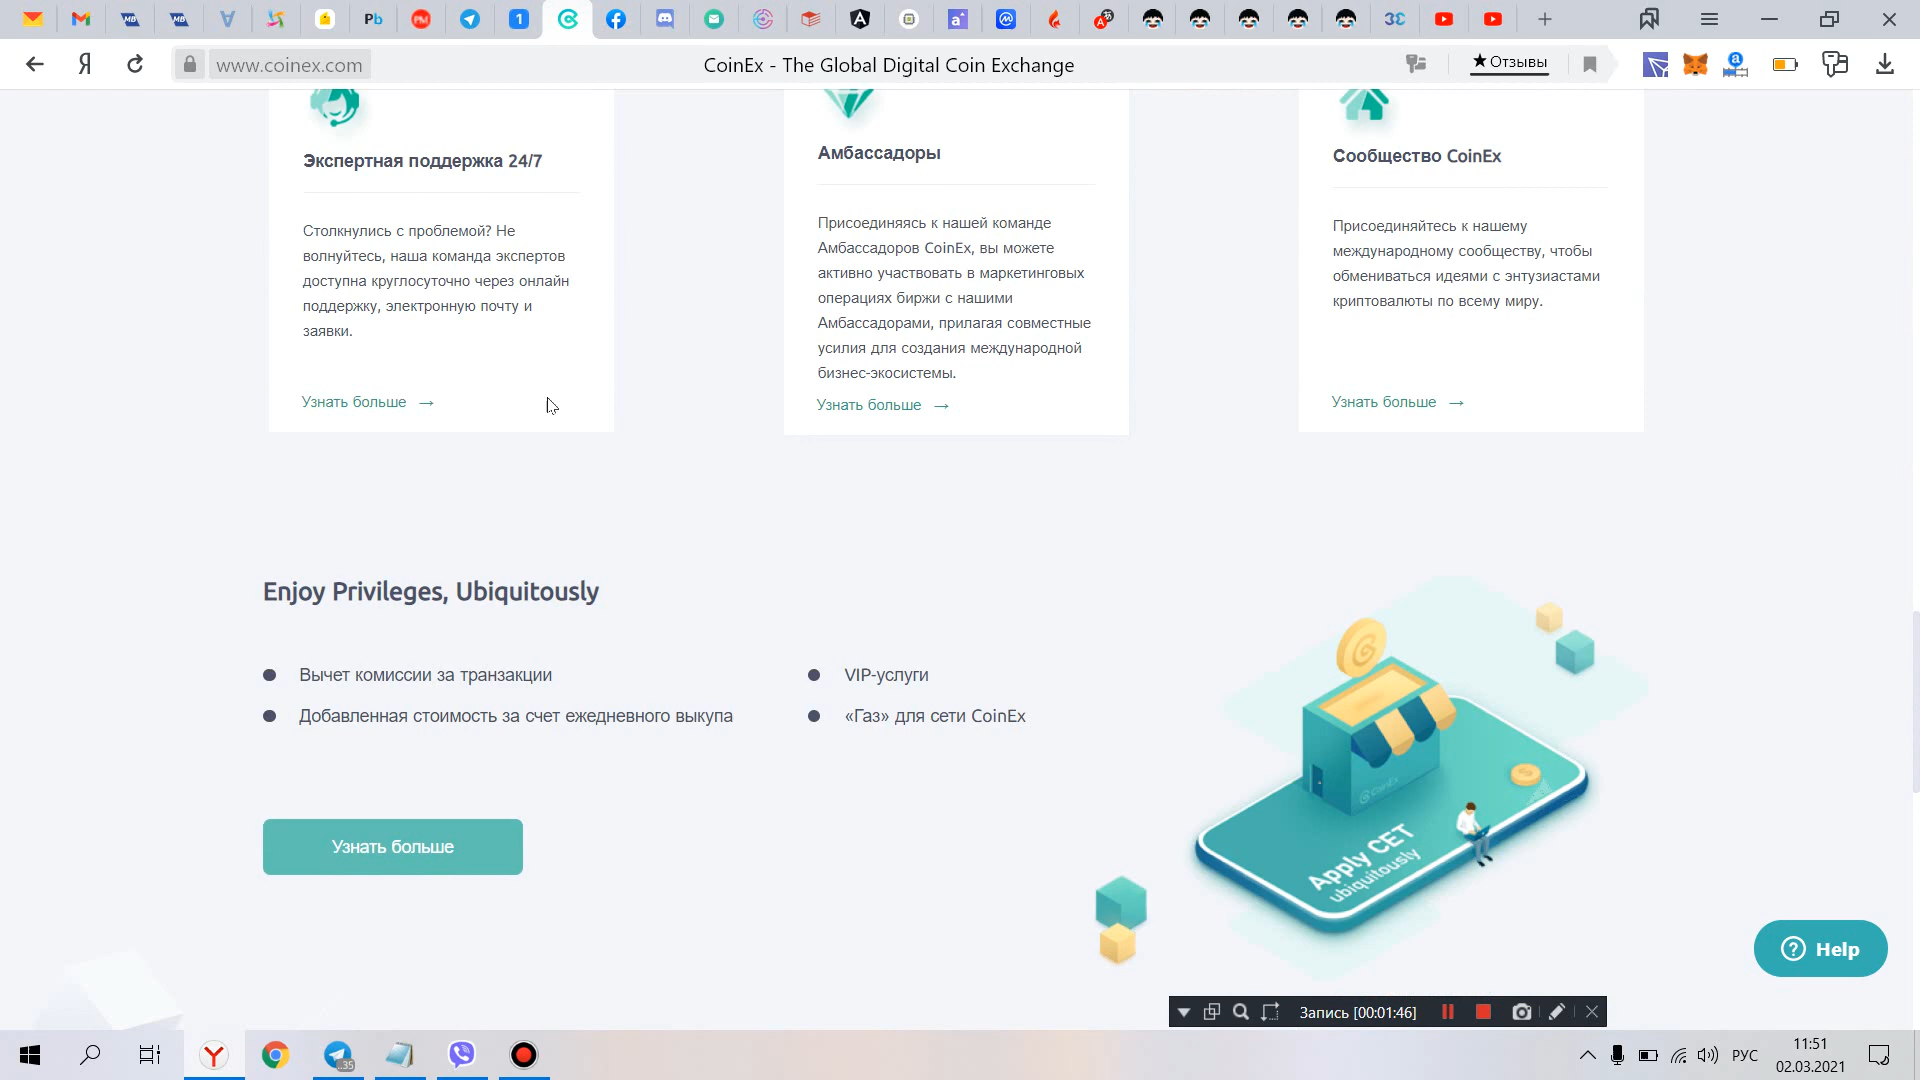 www.coinex.com
CoinEx - The Global Digital Coin Exchange
★Отзывы
Экспертная поддержка 24/7
Столкнулись с проблемой? Не
волнуйтесь, наша команда экспертов
доступна круглосуточно через онлайн
поддержку, электронную почту и
заявки.
Узнать больше →
Амбассадоры
Присоединяясь к нашей команде
Амбассадоров CoinEx, вы можете
активно участвовать в маркетинговых
операциях биржи с нашими
Амбассадорами, прилагая совместные
усилия для создания международной
бизнес-экосистемы.
Узнать больше →
Сообщество CoinEx
Присоединяйтесь к нашему
международному сообществу, чтобы
обмениваться идеями с энтузиастами
криптовалюты по всему миру.
Узнать больше →
Enjoy Privileges, Ubiquitously
Вычет комиссии за транзакции
Добавленная стоимость за счет ежедневного выкупа
VIP-услуги
«Газ» для сети CoinEx
Узнать больше
CoinEx
Apply CET
ubiquitously
Help
Запись [00:01:46]
РУС
11:51
02.03.2021